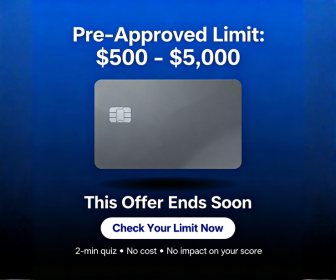 Pre-Approved Limit:
$500 - $5,000
This Offer Ends Soon
Check Your Limit Now
2-min quiz • No cost • No impact on your score